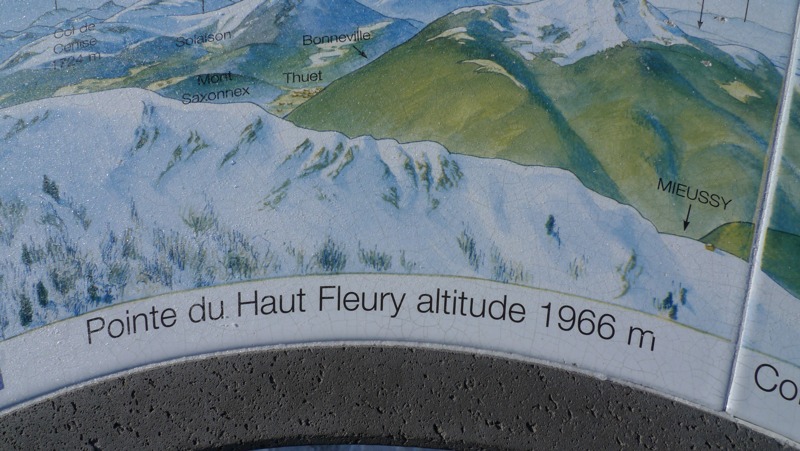 Col de
Cenise
1724 m
Solaison
Bonneville
Mont
Saxonnex
Thuet
MIEUSSY
Pointe du Haut Fleury altitude 1966 m
Co